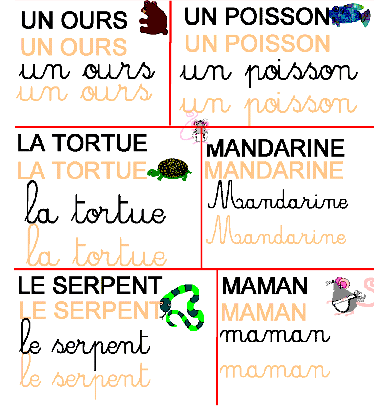 UN OURS
UN OURS
un ours
un ours
UN POISSON
UN POISSON
un poisson
un poisson
LA TORTUE
LA TORTUE
la tortue
la tortue
MANDARINE
MANDARINE
Mandarine
Mandarine
LE SERPENT
LE SERPENT
le serpent
le serpent
MAMAN
MAMAN
maman
maman